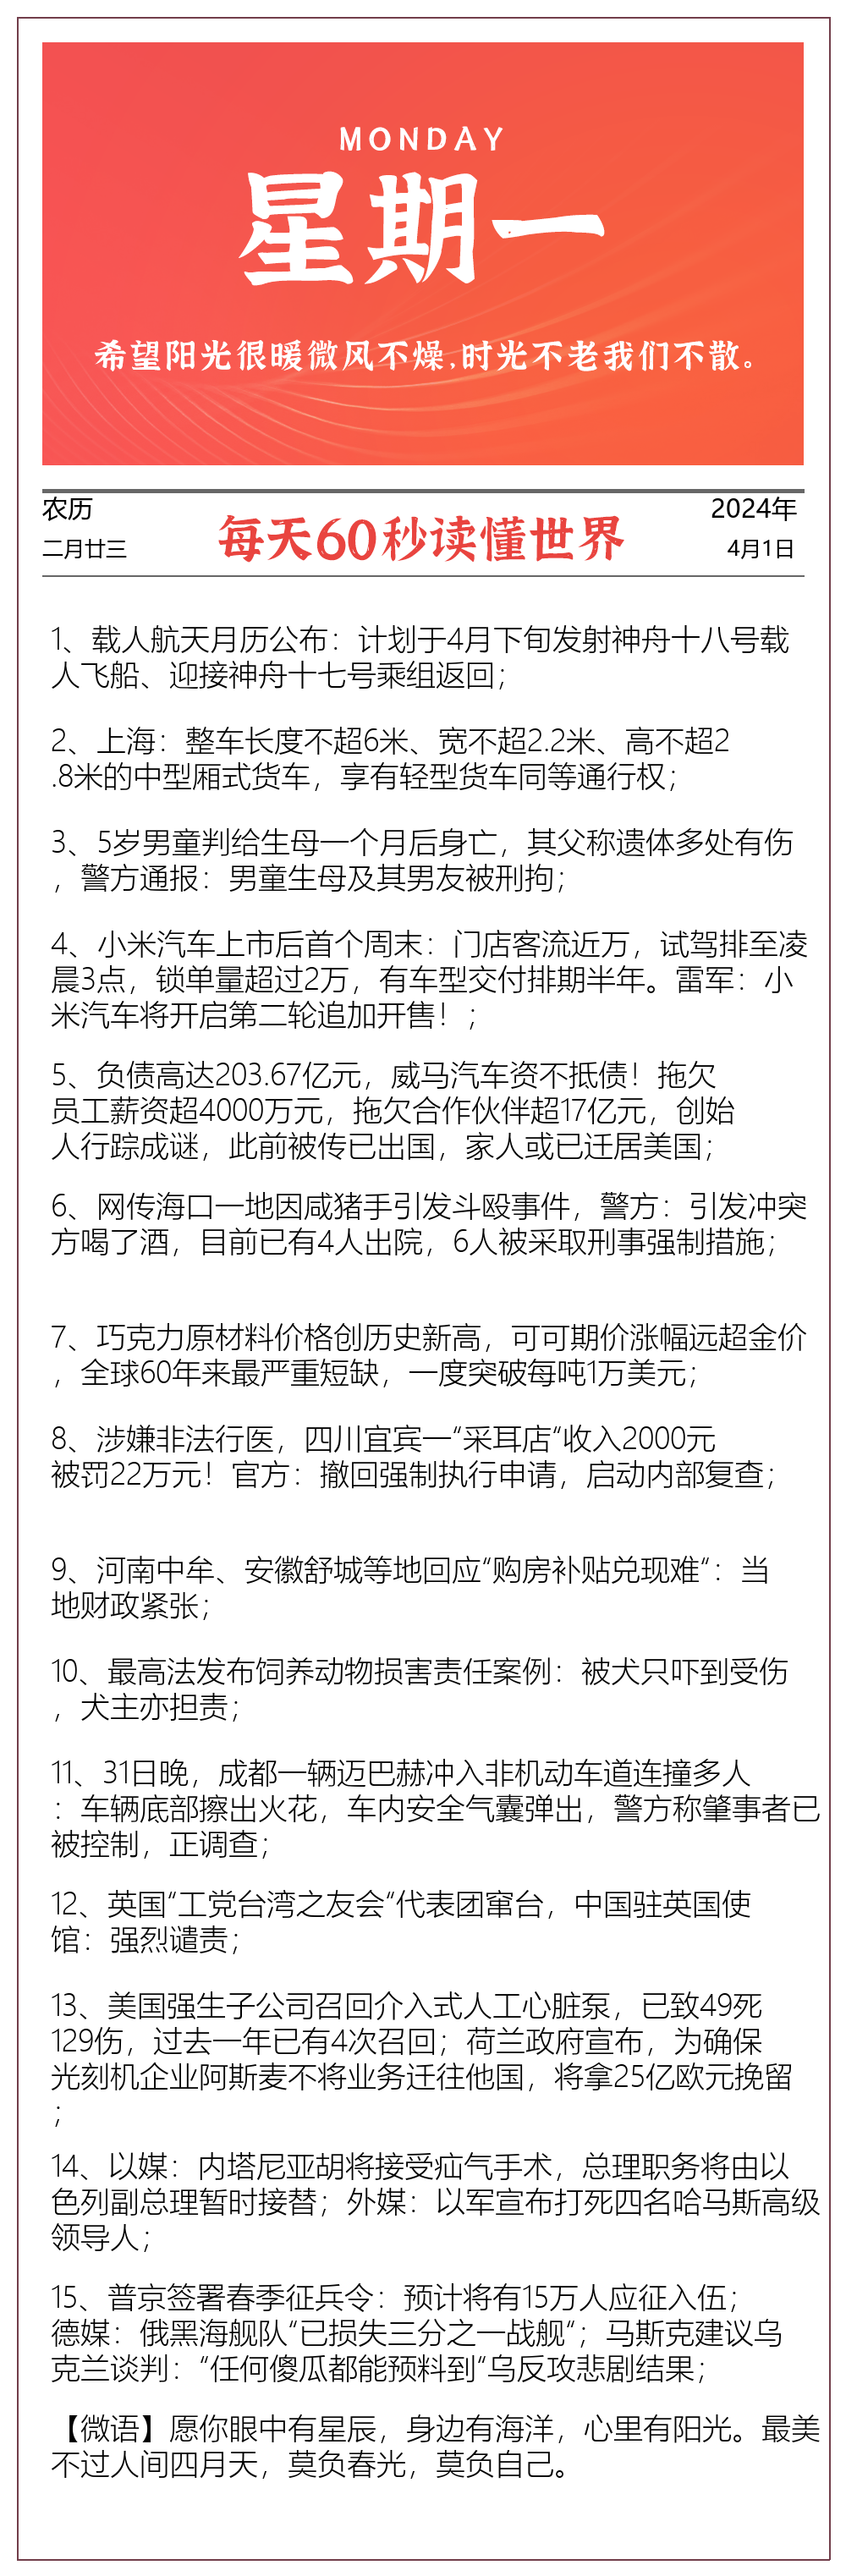 MONDAY
星期一
希望阳光很暖微风不燥,时光不老我们不散。
农历
二月廿三
每天60秒读懂世界
2024年
4月1日
1、载人航天月历公布：计划于4月下旬发射神舟十八号载
人飞船、迎接神舟十七号乘组返回；
2、上海：整车长度不超6米、宽不超2.2米、高不超2
.8米的中型厢式货车，享有轻型货车同等通行权；
3、5岁男童判给生母一个月后身亡，其父称遗体多处有伤
，警方通报：男童生母及其男友被刑拘；
4、小米汽车上市后首个周末：门店客流近万，试驾排至凌
晨3点，锁单量超过2万，有车型交付排期半年。雷军：小
米汽车将开启第二轮追加开售！；
5、负债高达203.67亿元，威马汽车资不抵债！拖欠
员工薪资超4000万元，拖欠合作伙伴超17亿元，创始
人行踪成谜，此前被传已出国，家人或已迁居美国；
6、网传海口一地因咸猪手引发斗殴事件，警方：引发冲突
方喝了酒，目前已有4人出院，6人被采取刑事强制措施；
7、巧克力原材料价格创历史新高，可可期价涨幅远超金价
，全球60年来最严重短缺，一度突破每吨1万美元；
8、涉嫌非法行医，四川宜宾一“采耳店“收入2000元
被罚22万元！官方：撤回强制执行申请，启动内部复查；
9、河南中牟、安徽舒城等地回应“购房补贴兑现难“：当
地财政紧张；
10、最高法发布饲养动物损害责任案例：被犬只吓到受伤
，犬主亦担责；
11、31日晚，成都一辆迈巴赫冲入非机动车道连撞多人
：车辆底部擦出火花，车内安全气囊弹出，警方称肇事者已
被控制，正调查；
12、英国“工党台湾之友会“代表团窜台，中国驻英国使
馆：强烈谴责；
13、美国强生子公司召回介入式人工心脏泵，已致49死
129伤，过去一年已有4次召回；荷兰政府宣布，为确保
光刻机企业阿斯麦不将业务迁往他国，将拿25亿欧元挽留
；
14、以媒：内塔尼亚胡将接受疝气手术，总理职务将由以
色列副总理暂时接替；外媒：以军宣布打死四名哈马斯高级
领导人；
15、普京签署春季征兵令：预计将有15万人应征入伍；
德媒：俄黑海舰队“已损失三分之一战舰“；马斯克建议乌
克兰谈判：“任何傻瓜都能预料到“乌反攻悲剧结果；
【微语】愿你眼中有星辰，身边有海洋，心里有阳光。最美
不过人间四月天，莫负春光，莫负自己。